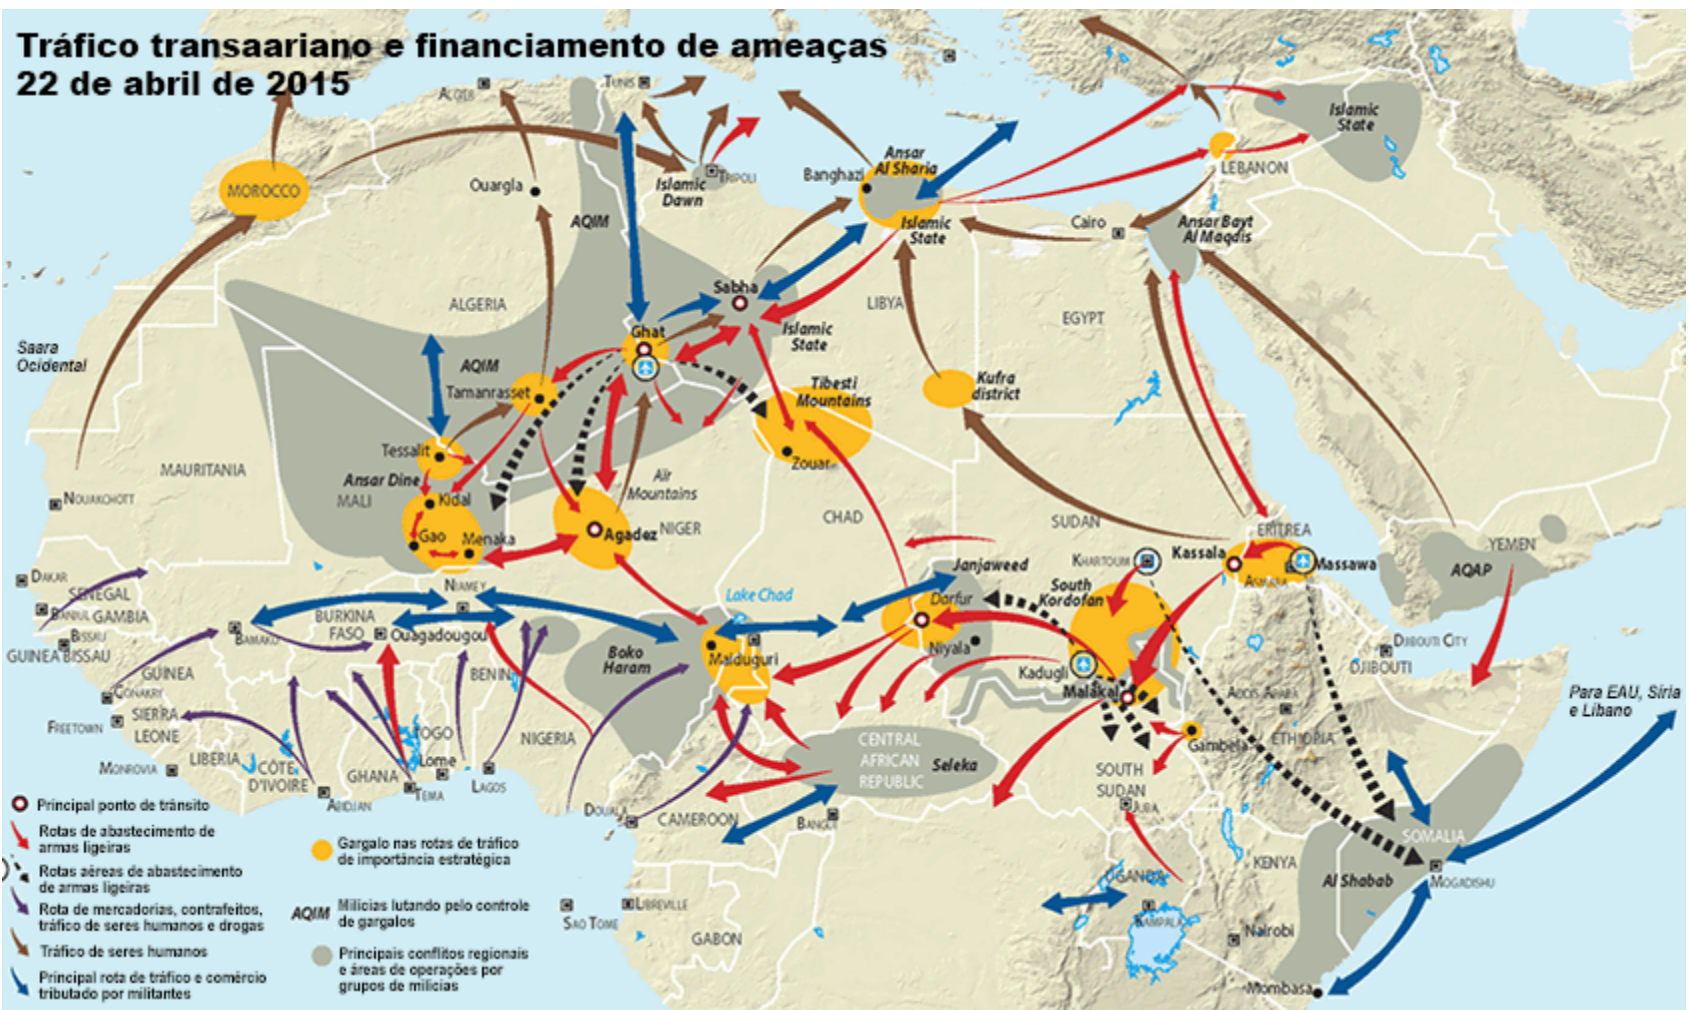 Tráfico transaariano e financiamento de ameaças
22 de abril de 2015
ALGER
TUNIS
TRIPOLI
MOROCCO
Ouargla
Islamic
Dawn
AQIM
Banghazi
Ansar
Al Sharia
Islamic
State
Islamic
State
LEBANON
Cairo
Ansar Bayt
Al Maqdis
Saara
Ocidental
ALGERIA
AQIM
Tamanrasset
Ghat
Sabha
Islamic
State
LIBYA
EGYPT
Tibesti
Mountains
Zouar
Kufra
district
MAURITANIA
NOUAKCHOTT
Tessalit
Ansar Dine
MALI
Kidal
Gao
Menaka
Aïr
Mountains
Agadez
NIGER
CHAD
SUDAN
KHARTOUM
Kassala
ERITREA
ASMARA
Massawa
YEMEN
AQAP
DAKAR
SENEGAL
BANJUL GAMBIA
BISSAU
GUINEA BISSAU
BAMAKO
BURKINA
FASO
Ouagadougou
NIAMEY
Lake Chad
Janjaweed
Darfur
Niyala
South
Kordofan
Kadugli
Malakal
Gambela
DJIBOUTI CITY
DJIBOUTI
ADDIS ABABA
ETHIOPIA
GUINEA
CONAKRY
FREETOWN
SIERRA
LEONE
MONROVIA
LIBERIA
CÔTE
D'IVOIRE
ABIDJAN
GHANA
TOGO
Lome
TEMA
BENIN
LAGOS
NIGERIA
Boko
Haram
Maiduguri
DOUALA
CAMEROON
CENTRAL
AFRICAN
REPUBLIC
Seleka
BANGUI
SOUTH
SUDAN
JUBA
UGANDA
KAMPALA
KENYA
Nairobi
Mombasa
SOMALIA
Al Shabab
MOGADISHU
Para EAU, Síria
e Líbano
SAO TOME
LIBREVILLE
GABON
Principal ponto de trânsito
Rotas de abastecimento de
armas ligeiras
Rotas aéreas de abastecimento
de armas ligeiras
Rota de mercadorias, contrafeitos,
tráfico de seres humanos e drogas
Tráfico de seres humanos
Principal rota de tráfico e comércio
tributado por militantes
Gargalo nas rotas de tráfico
de importância estratégica
AQIM
Milícias lutando pelo controle
de gargalos
Principais conflitos regionais
e áreas de operações por
grupos de milícias